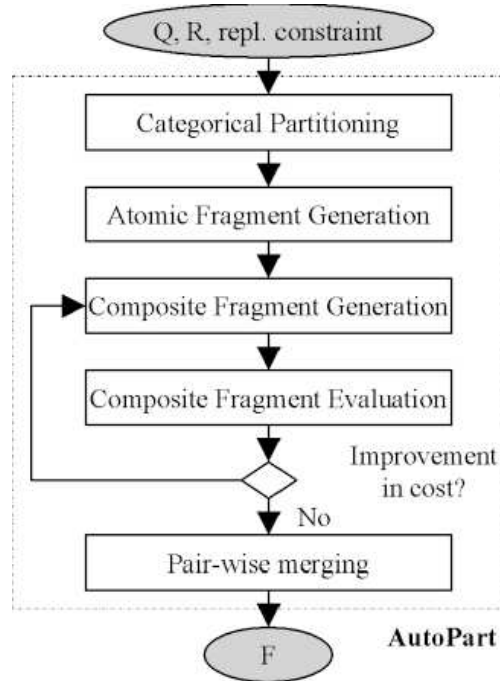 Q, R, repl. constraint
Categorical Partitioning
Atomic Fragment Generation
Composite Fragment Generation
Composite Fragment Evaluation
Improvement
in cost?
No
Pair-wise merging
AutoPart
F